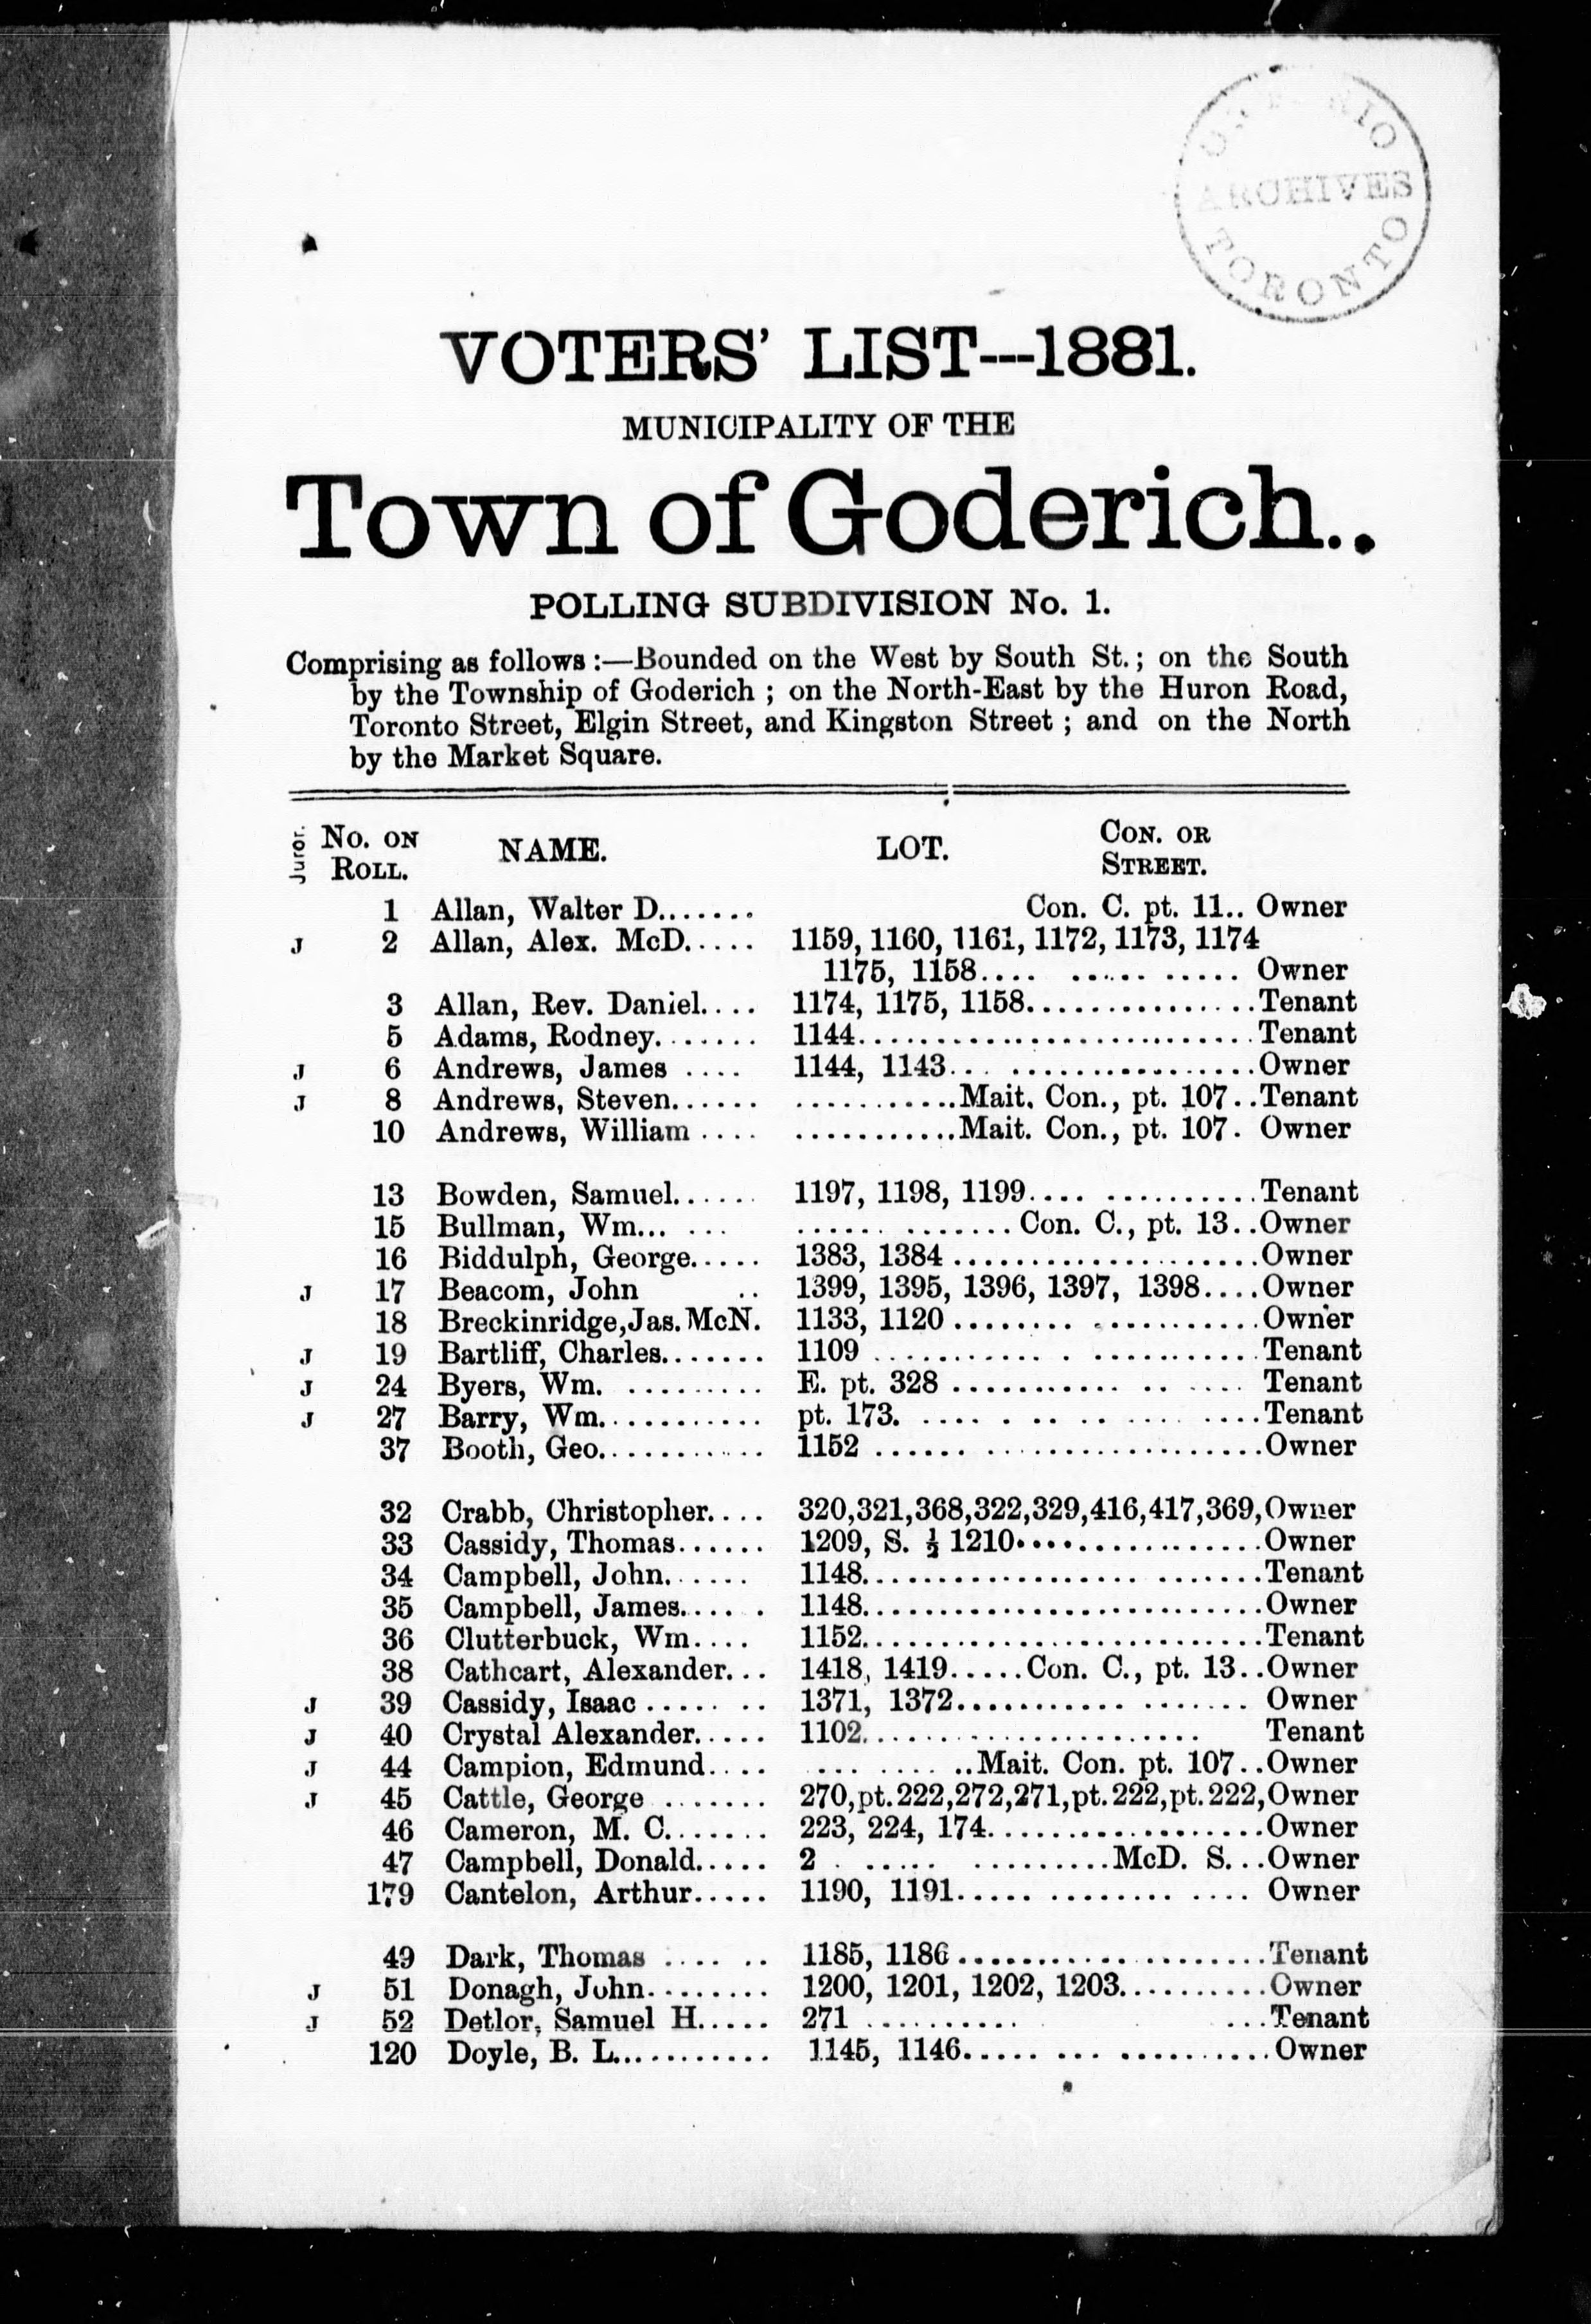 ONTARIO
ARCHIVES
TORONTO
VOTERS' LIST---1881.
MUNICIPALITY OF THE
Town of Goderich..
POLLING SUBDIVISION No. 1.
Comprising as follows :—Bounded on the West by South St.; on the South
by the Township of Goderich ; on the North-East by the Huron Road,
Toronto Street, Elgin Street, and Kingston Street ; and on the North
by the Market Square.
Juror. No. on Roll. NAME. LOT. Con. or Street.
1 Allan, Walter D....... Con. C. pt. 11.. Owner
J 2 Allan, Alex. McD..... 1159, 1160, 1161, 1172, 1173, 1174
1175, 1158.... ..... ..... Owner
3 Allan, Rev. Daniel.... 1174, 1175, 1158...............Tenant
5 Adams, Rodney....... 1144.........................Tenant
J 6 Andrews, James .... 1144, 1143... ................Owner
J 8 Andrews, Steven...... ...........Mait. Con., pt. 107..Tenant
10 Andrews, William .... ...........Mait. Con., pt. 107. Owner
13 Bowden, Samuel...... 1197, 1198, 1199.... ..........Tenant
15 Bullman, Wm... ... ...... .......Con. C., pt. 13..Owner
16 Biddulph, George..... 1383, 1384 ....................Owner
J 17 Beacom, John .. 1399, 1395, 1396, 1397, 1398....Owner
18 Breckinridge,Jas. McN. 1133, 1120 ........ ...........Owner
J 19 Bartliff, Charles....... 1109 ........... . ...........Tenant
J 24 Byers, Wm. ......... E. pt. 328 ........... .. .... Tenant
J 27 Barry, Wm........... pt. 173. .... . .. .. .........Tenant
37 Booth, Geo........... 1152 ...... ..................Owner
32 Crabb, Christopher.... 320,321,368,322,329,416,417,369,Owner
33 Cassidy, Thomas...... 1209, S. ½ 1210................Owner
34 Campbell, John...... 1148.................. ........Tenant
35 Campbell, James..... . 1148..........................Owner
36 Clutterbuck, Wm.... 1152..........................Tenant
38 Cathcart, Alexander... 1418, 1419.....Con. C., pt. 13..Owner
J 39 Cassidy, Isaac ..... .. 1371, 1372........... ....... Owner
J 40 Crystal Alexander..... 1102...................... Tenant
J 44 Campion, Edmund.... ... .... ..Mait. Con. pt. 107..Owner
J 45 Cattle, George ....... 270,pt.222,272,271,pt.222,pt.222,Owner
46 Cameron, M. C....... 223, 224, 174..................Owner
47 Campbell, Donald..... 2 . ..... .........McD. S...Owner
179 Cantelon, Arthur..... 1190, 1191..... ........ .... Owner
49 Dark, Thomas .... .. 1185, 1186 ....................Tenant
J 51 Donagh, John........ 1200, 1201, 1202, 1203..........Owner
J 52 Detlor, Samuel H..... 271 .......... ...Tenant
120 Doyle, B. L........... 1145, 1146..... ... ..........Owner